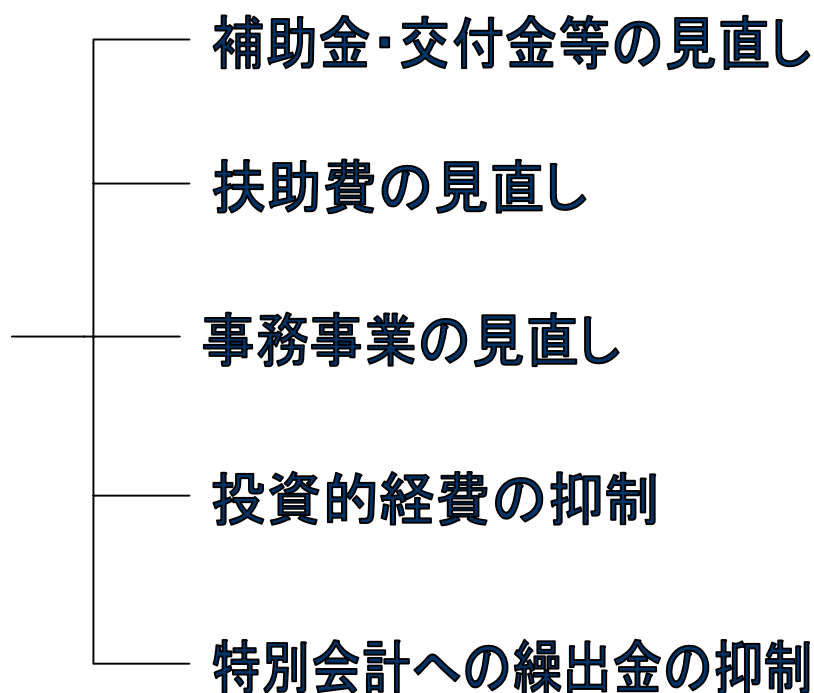 補助金・交付金等の見直し
扶助費の見直し
事務事業の見直し
投資的経費の抑制
特別会計への繰出金の抑制